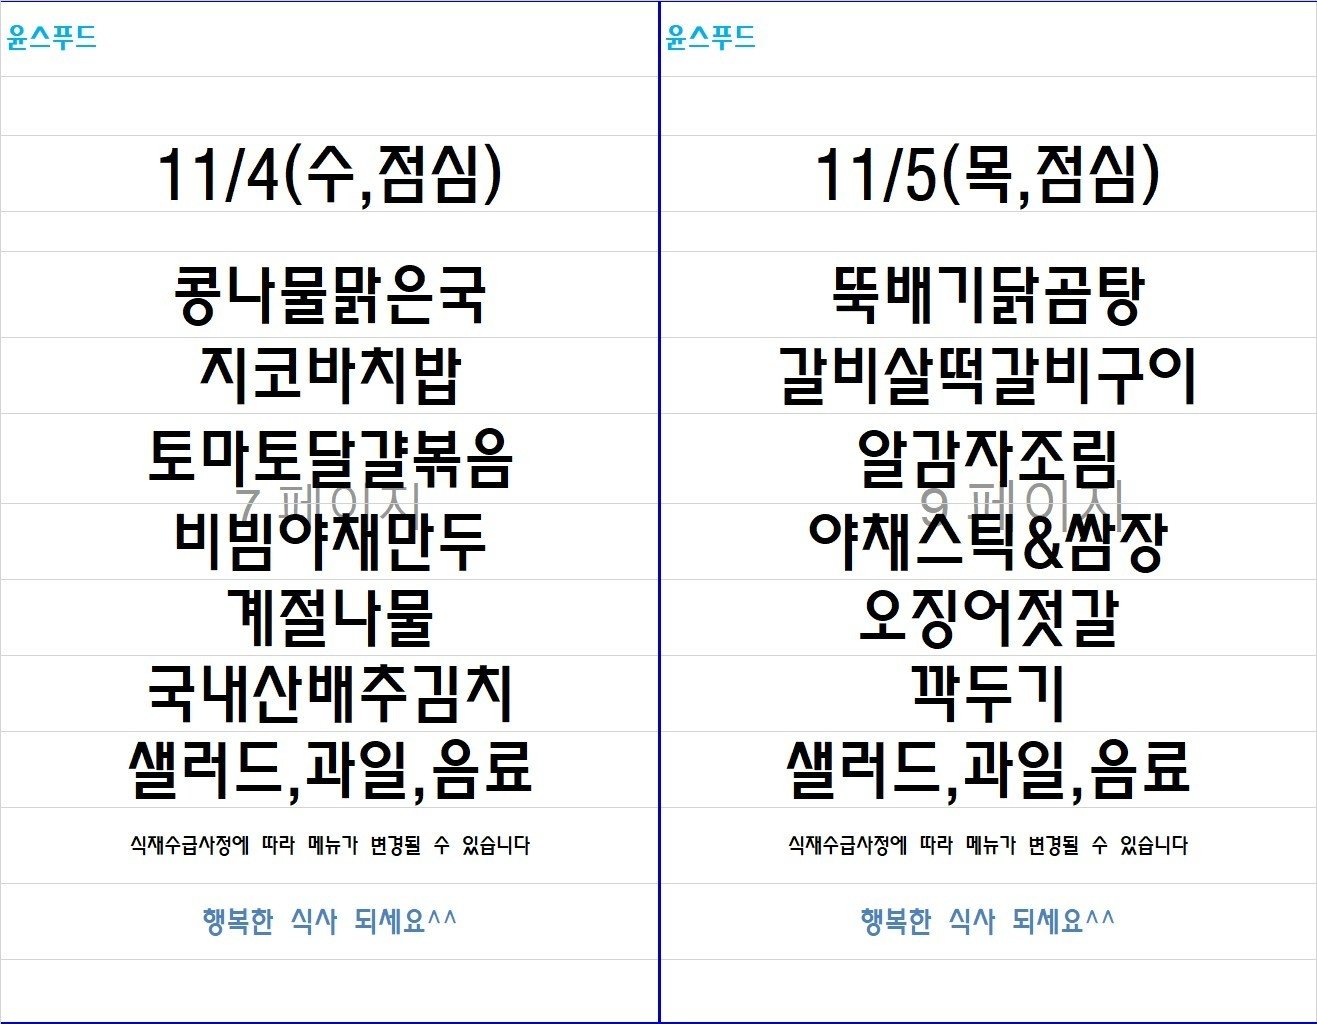 윤스푸드
11/4(수,점심)
콩나물맑은국
지코바치밥
토마토달걀볶음
7 페이지
비빔야채만두
계절나물
국내산배추김치
샐러드,과일,음료
식재수급사정에 따라 메뉴가 변경될 수 있습니다
행복한 식사 되세요^^
윤스푸드
11/5(목,점심)
뚝배기닭곰탕
갈비살떡갈비구이
알감자조림
9 페이지
야채스틱&쌈장
오징어젓갈
깍두기
샐러드,과일,음료
식재수급사정에 따라 메뉴가 변경될 수 있습니다
행복한 식사 되세요^^